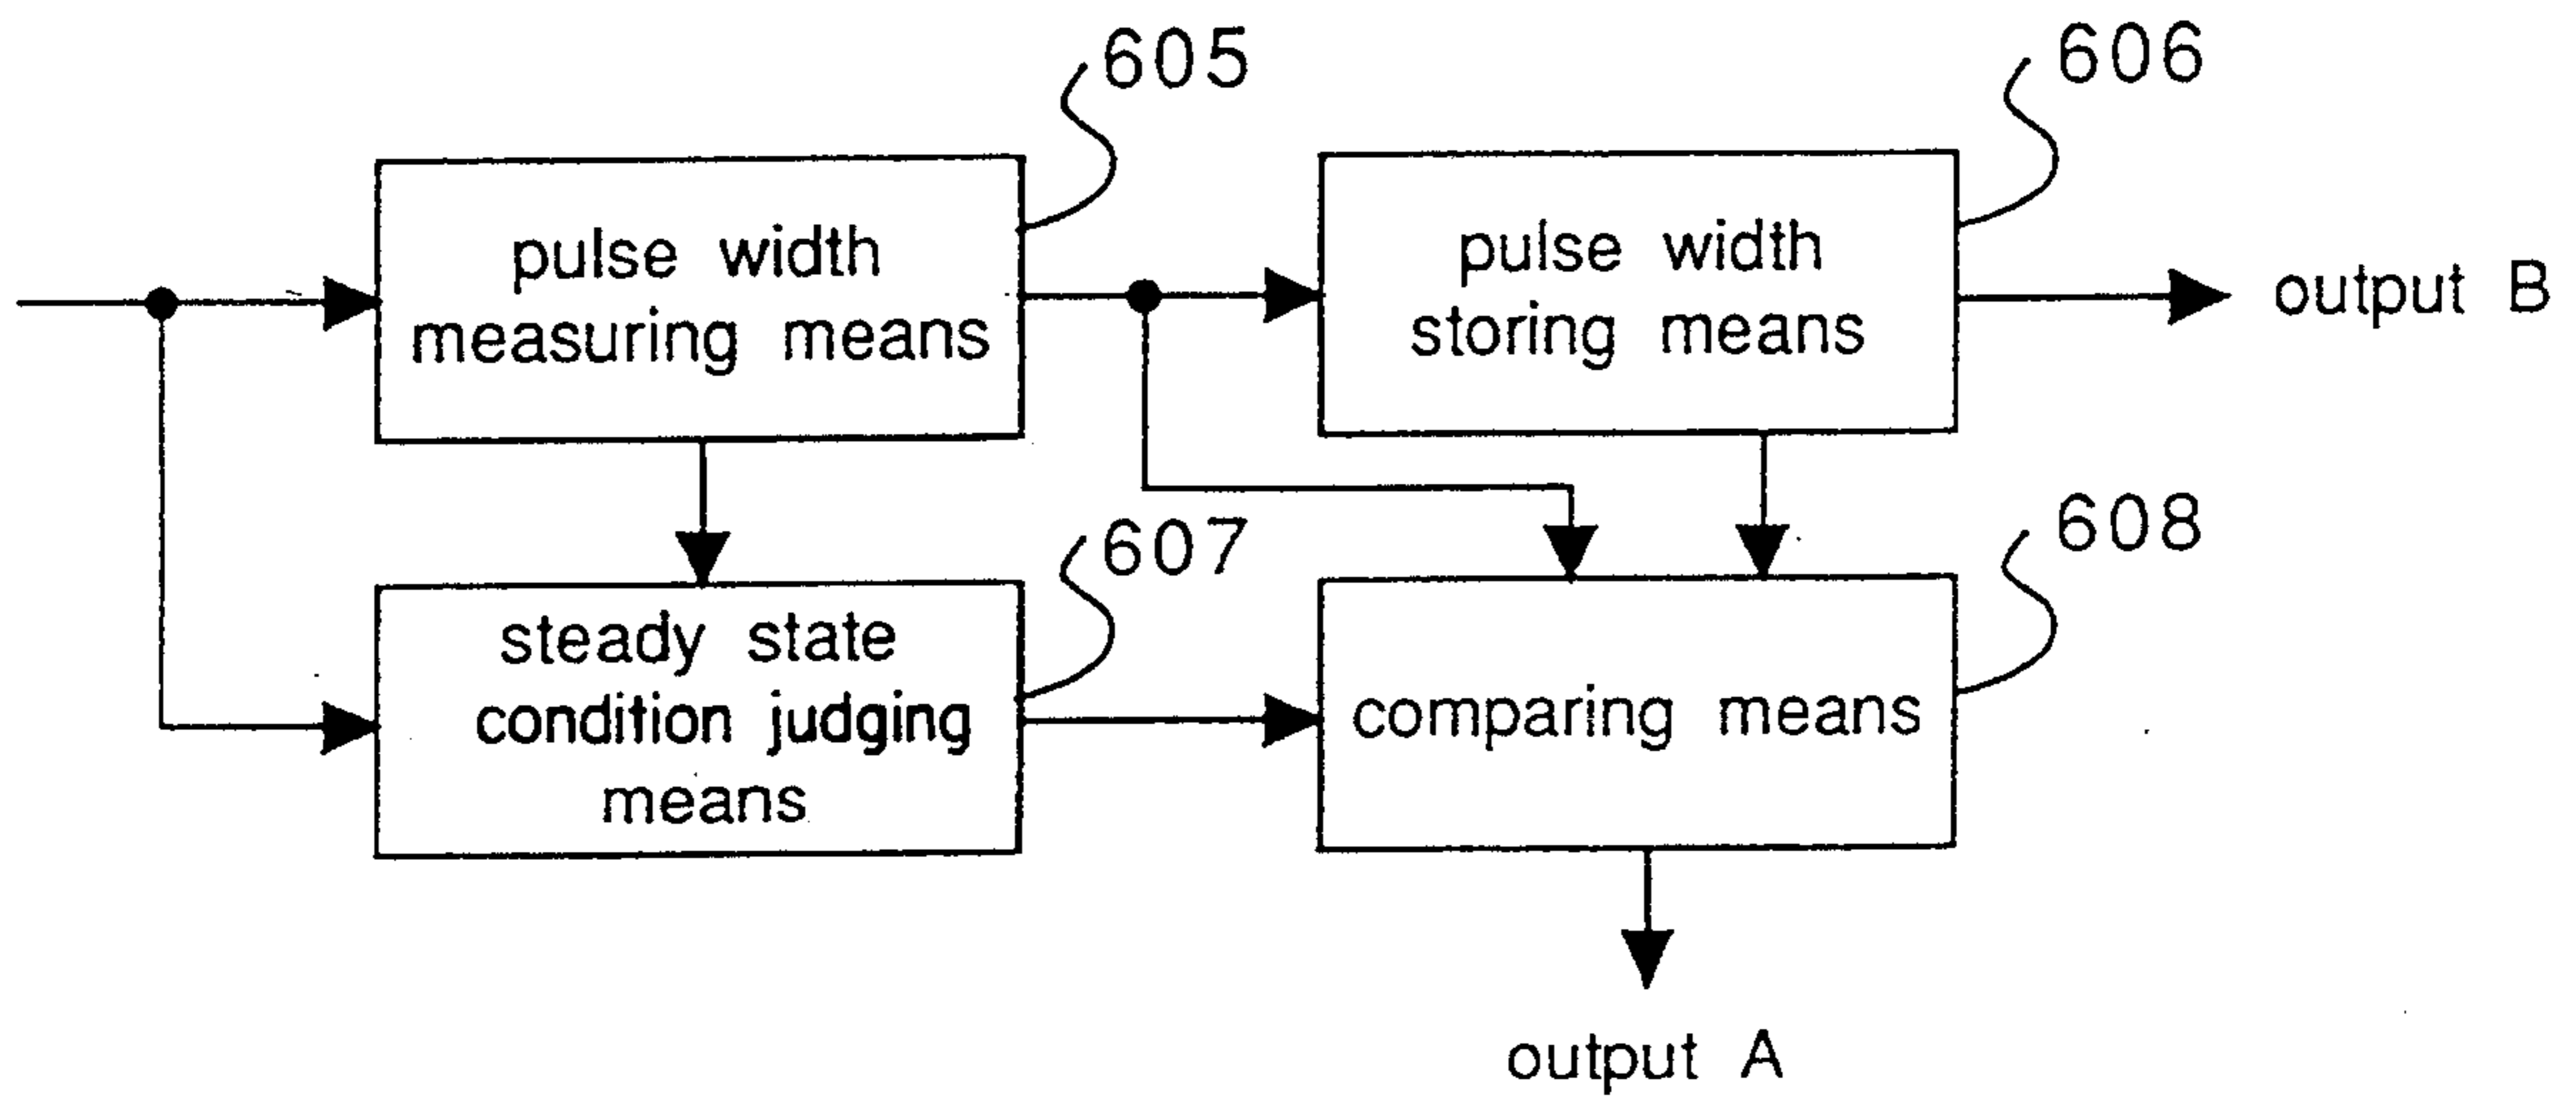 605
606
pulse width
measuring means
pulse width
storing means
output B
607
608
steady state
condition judging
means
comparing means
output A